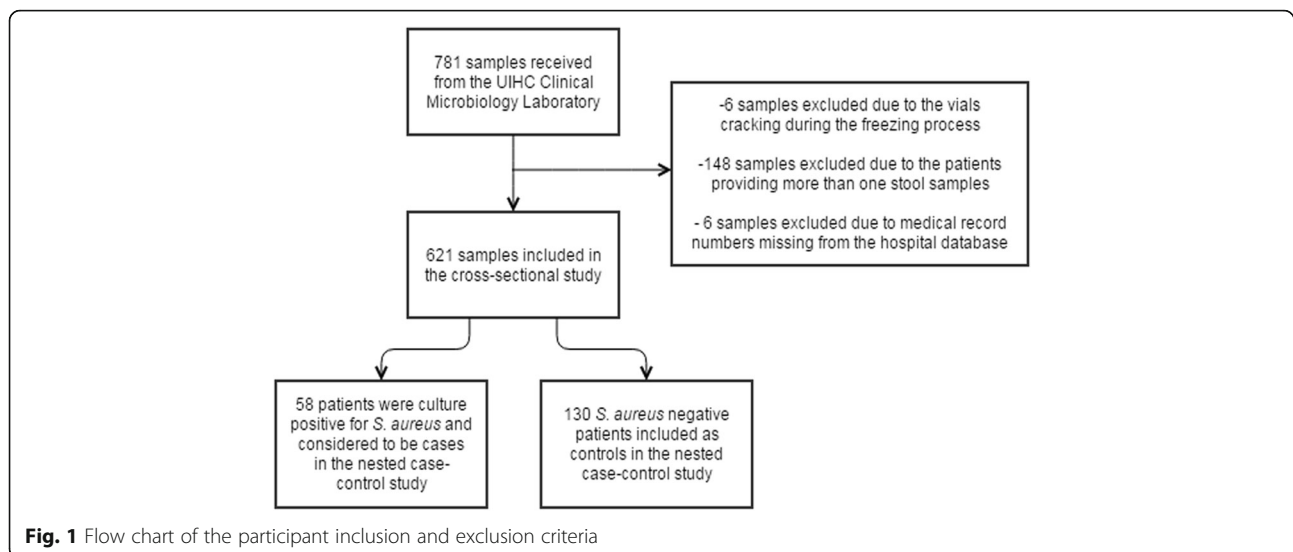 781 samples received
from the UIHC Clinical
Microbiology Laboratory
-6 samples excluded due to the vials
cracking during the freezing process
-148 samples excluded due to the patients
providing more than one stool samples
- 6 samples excluded due to medical record
numbers missing from the hospital database
621 samples included in
the cross-sectional study
58 patients were culture
positive for S. aureus and
considered to be cases
in the nested case-
control study
130 S. aureus negative
patients included as
controls in the nested
case-control study
Fig. 1 Flow chart of the participant inclusion and exclusion criteria